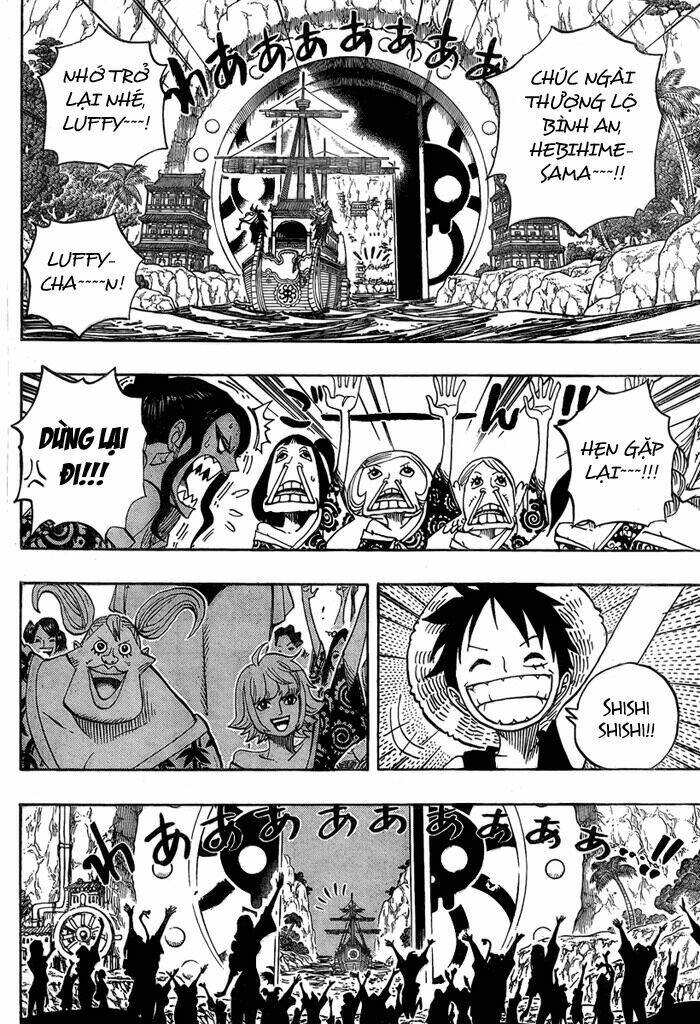 わああああああああ
CHÚC NGÀI
THƯỢNG LỘ
BÌNH AN,
HEBIHIME-
SAMA~~~!!
NHỚ TRỞ
LẠI NHÉ,
LUFFY~~~!
LUFFY-
CHA~~~~N!
HẸN GẶP
LẠI~~~!!!
DỪNG LẠI
ĐI!!!
SHISHI
SHISHI!!
わあああああああああ!!